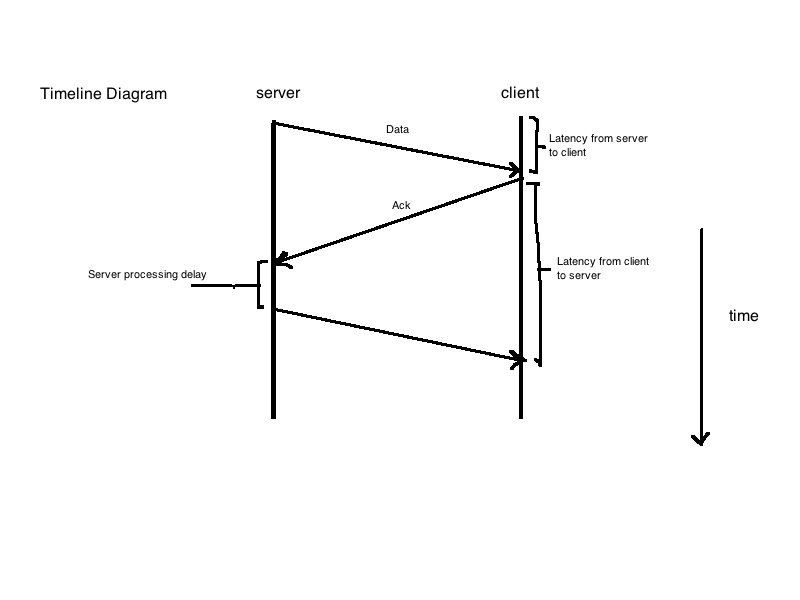 Timeline Diagram
server
client
Data
Latency from server
to client
Ack
Latency from client
to server
Server processing delay
time